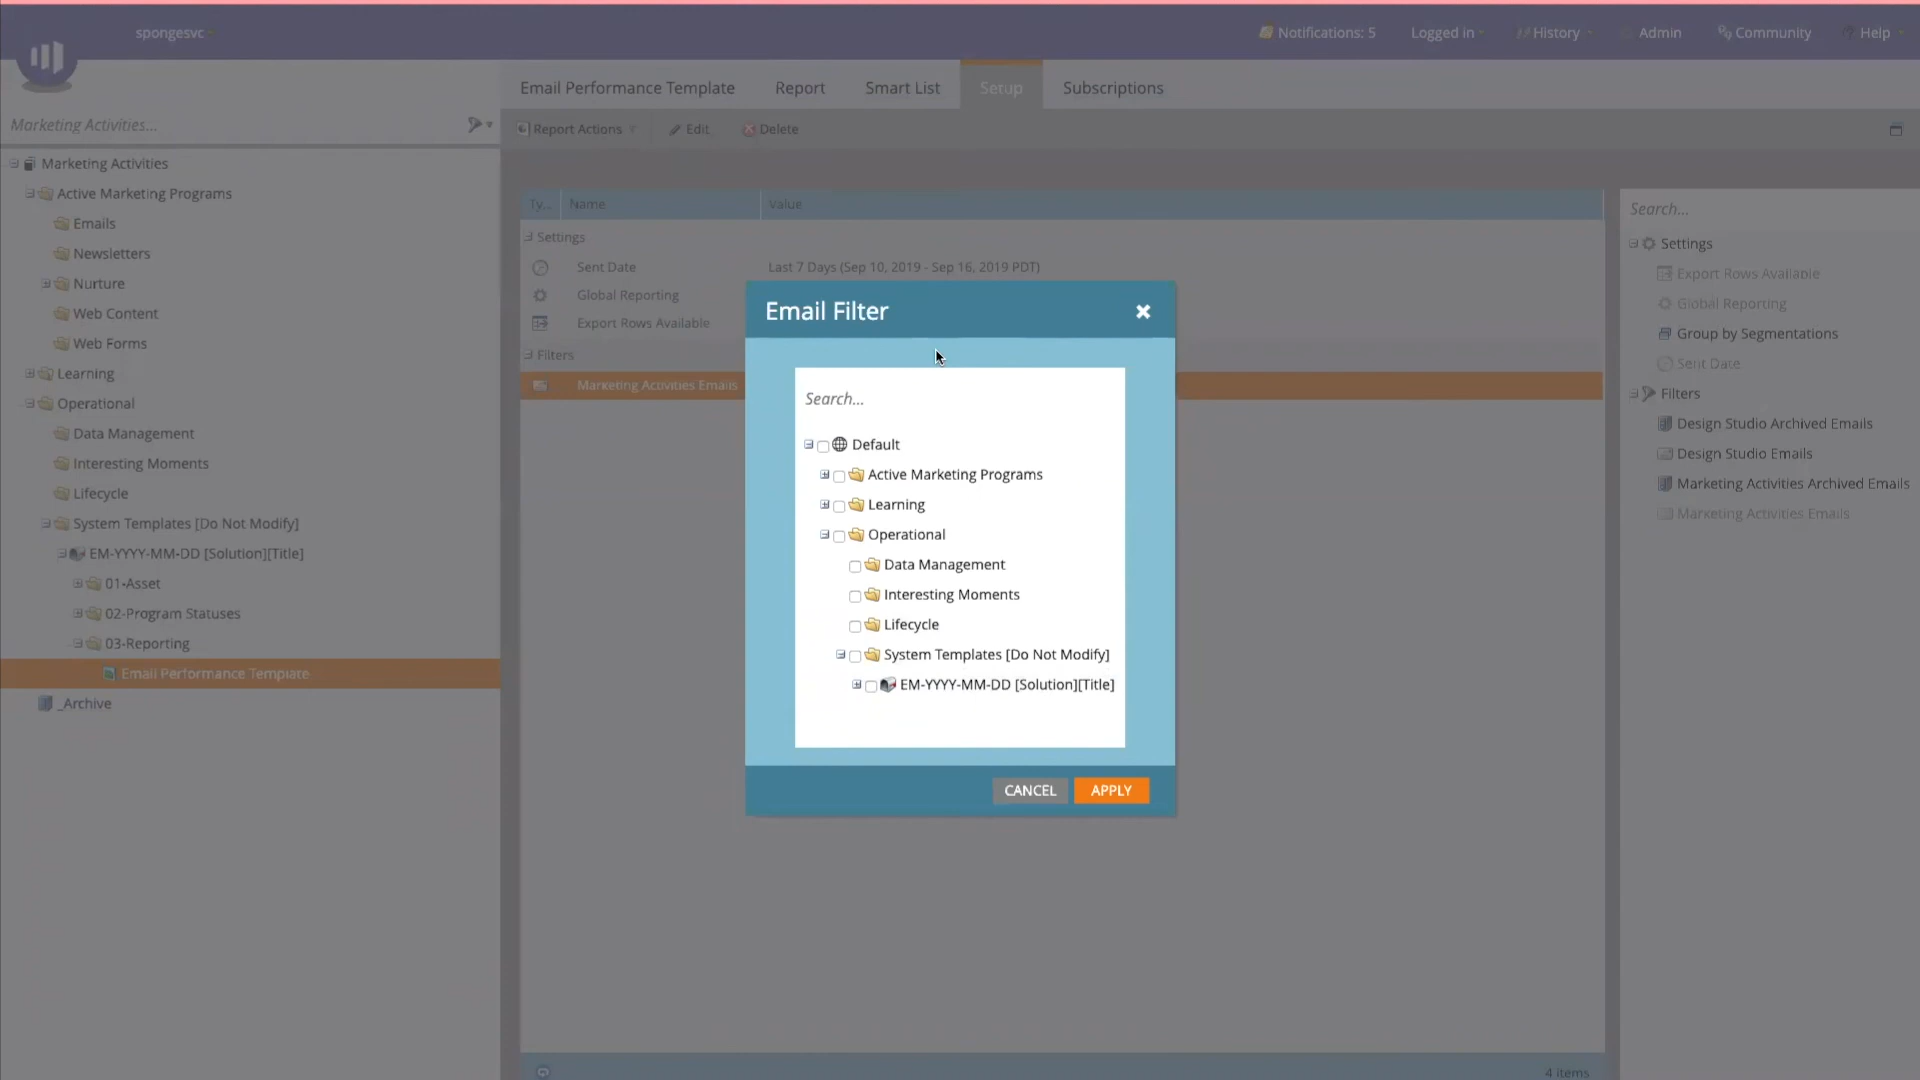 spongesvc
Notifications: 5
Logged in
History
Admin
Community
Help
Marketing Activities...
Marketing Activities
Active Marketing Programs
Emails
Newsletters
Nurture
Web Content
Web Forms
Learning
Operational
Data Management
Interesting Moments
Lifecycle
System Templates [Do Not Modify]
EM-YYYY-MM-DD [Solution][Title]
01-Asset
02-Program Statuses
03-Reporting
Email Performance Template
_Archive
Email Performance Template
Report
Smart List
Setup
Subscriptions
Report Actions
Edit
Delete
Ty... Name Value
Settings
Sent Date Last 7 Days (Sep 10, 2019 - Sep 16, 2019 PDT)
Global Reporting
Export Rows Available
Filters
Marketing Activities Emails
4 items
Email Filter
Search...
Default
Active Marketing Programs
Learning
Operational
Data Management
Interesting Moments
Lifecycle
System Templates [Do Not Modify]
EM-YYYY-MM-DD [Solution][Title]
CANCEL
APPLY
Search...
Settings
Export Rows Available
Global Reporting
Group by Segmentations
Sent Date
Filters
Design Studio Archived Emails
Design Studio Emails
Marketing Activities Archived Emails
Marketing Activities Emails